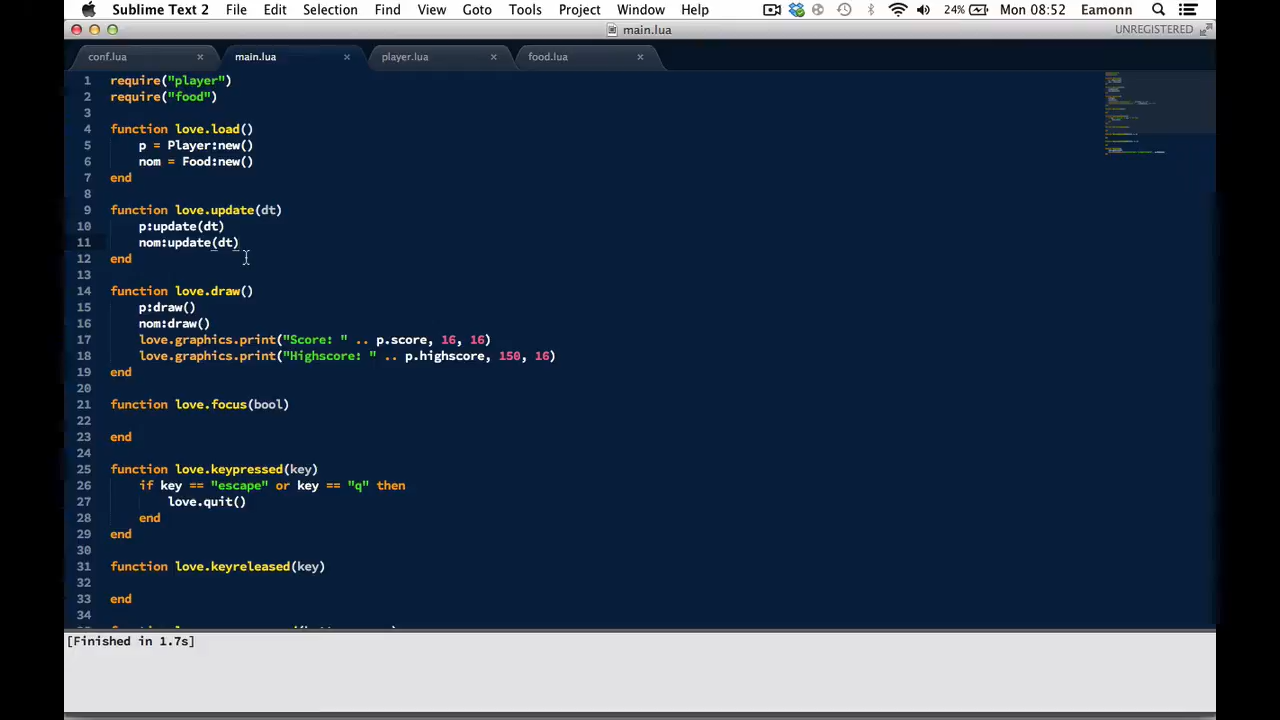 Sublime Text 2 File Edit Selection Find View Goto Tools Project Window Help 24% Mon 08:52 Eamonn
main.lua UNREGISTERED
conf.lua × main.lua × player.lua × food.lua ×
1 require("player")
2 require("food")
3
4 function love.load()
5 p = Player:new()
6 nom = Food:new()
7 end
8
9 function love.update(dt)
10 p:update(dt)
11 nom:update(dt)
12 end
13
14 function love.draw()
15 p:draw()
16 nom:draw()
17 love.graphics.print("Score: " .. p.score, 16, 16)
18 love.graphics.print("Highscore: " .. p.highscore, 150, 16)
19 end
20
21 function love.focus(bool)
22
23 end
24
25 function love.keypressed(key)
26 if key == "escape" or key == "q" then
27 love.quit()
28 end
29 end
30
31 function love.keyreleased(key)
32
33 end
34
[Finished in 1.7s]